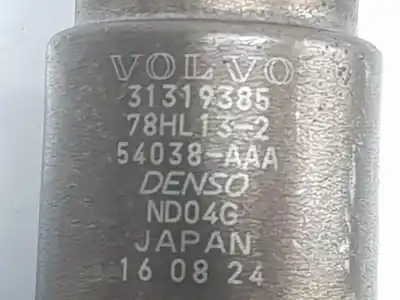 VOLVO
31319385
78HL13-2
54038-AAA
DENSO
ND04G
JAPAN
16 08 24